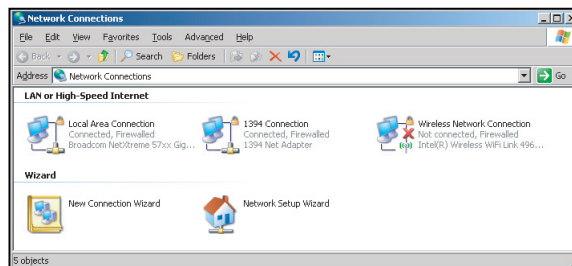 Network Connections
File Edit View Favorites Tools Advanced Help
Back Search Folders
Address Network Connections Go
LAN or High-Speed Internet
Local Area Connection 1394 Connection Wireless Network Connection
Connected, Firewalled Connected, Firewalled Not connected, Firewalled
Broadcom NetXtreme 57xx Gig... 1394 Net Adapter Intel(R) Wireless WiFi Link 496...
Wizard
New Connection Wizard Network Setup Wizard
5 objects